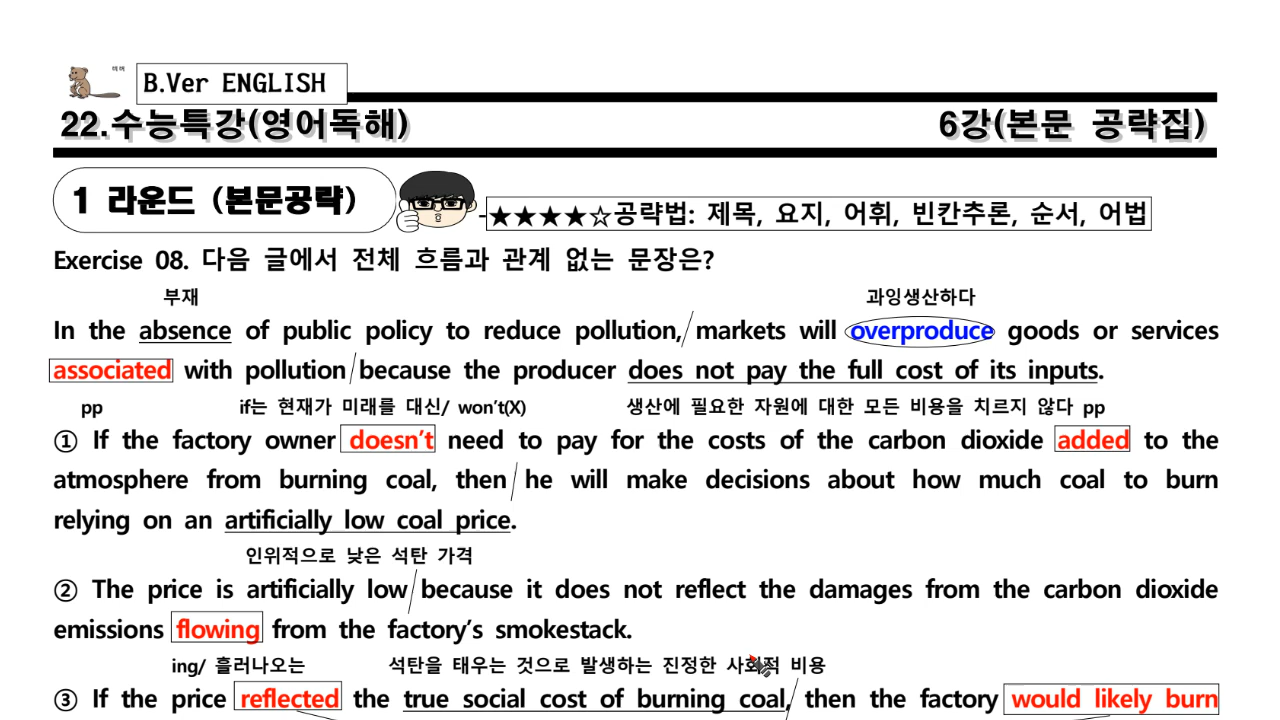 B.Ver ENGLISH
22.수능특강(영어독해) 6강(본문 공략집)
1 라운드 (본문공략)
-★★★★☆공략법: 제목, 요지, 어휘, 빈칸추론, 순서, 어법
Exercise 08. 다음 글에서 전체 흐름과 관계 없는 문장은?
부재 과잉생산하다
In the absence of public policy to reduce pollution,/ markets will overproduce goods or services
associated with pollution/ because the producer does not pay the full cost of its inputs.
pp if는 현재가 미래를 대신/ won't(X) 생산에 필요한 자원에 대한 모든 비용을 치르지 않다 pp
① If the factory owner doesn't need to pay for the costs of the carbon dioxide added to the
atmosphere from burning coal, then/ he will make decisions about how much coal to burn
relying on an artificially low coal price.
인위적으로 낮은 석탄 가격
② The price is artificially low/ because it does not reflect the damages from the carbon dioxide
emissions flowing from the factory's smokestack.
ing/ 흘러나오는 석탄을 태우는 것으로 발생하는 진정한 사회적 비용
③ If the price reflected the true social cost of burning coal,/ then the factory would likely burn